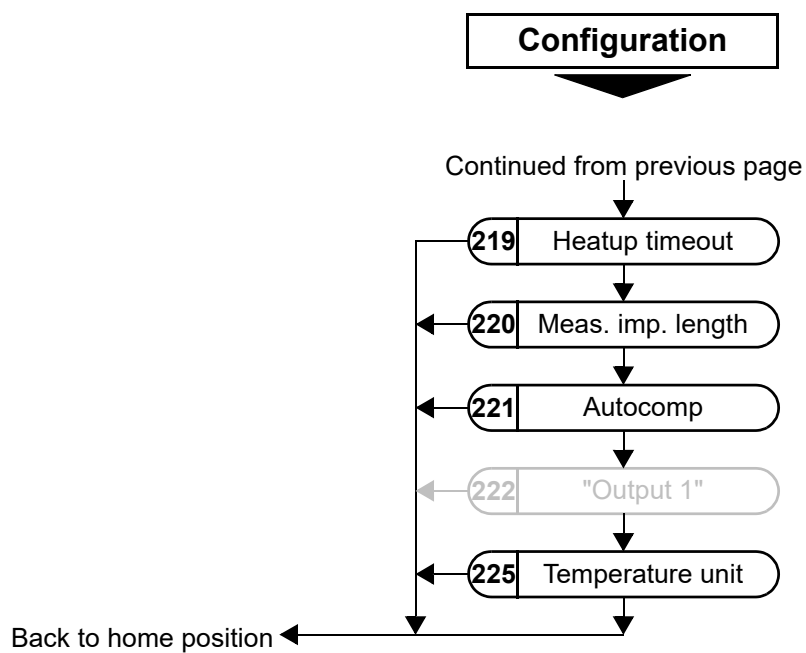 Configuration
Continued from previous page
219 Heatup timeout
220 Meas. imp. length
221 Autocomp
222 "Output 1"
225 Temperature unit
Back to home position